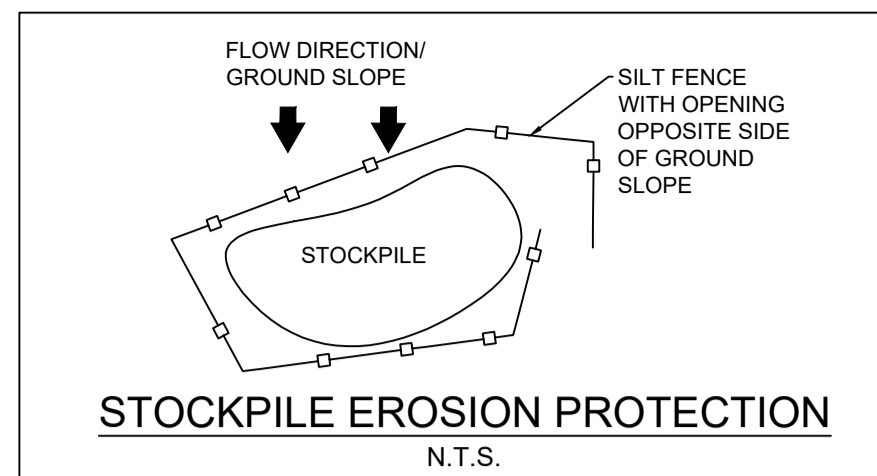 FLOW DIRECTION/
GROUND SLOPE
SILT FENCE
WITH OPENING
OPPOSITE SIDE
OF GROUND
SLOPE
STOCKPILE
STOCKPILE EROSION PROTECTION
N.T.S.